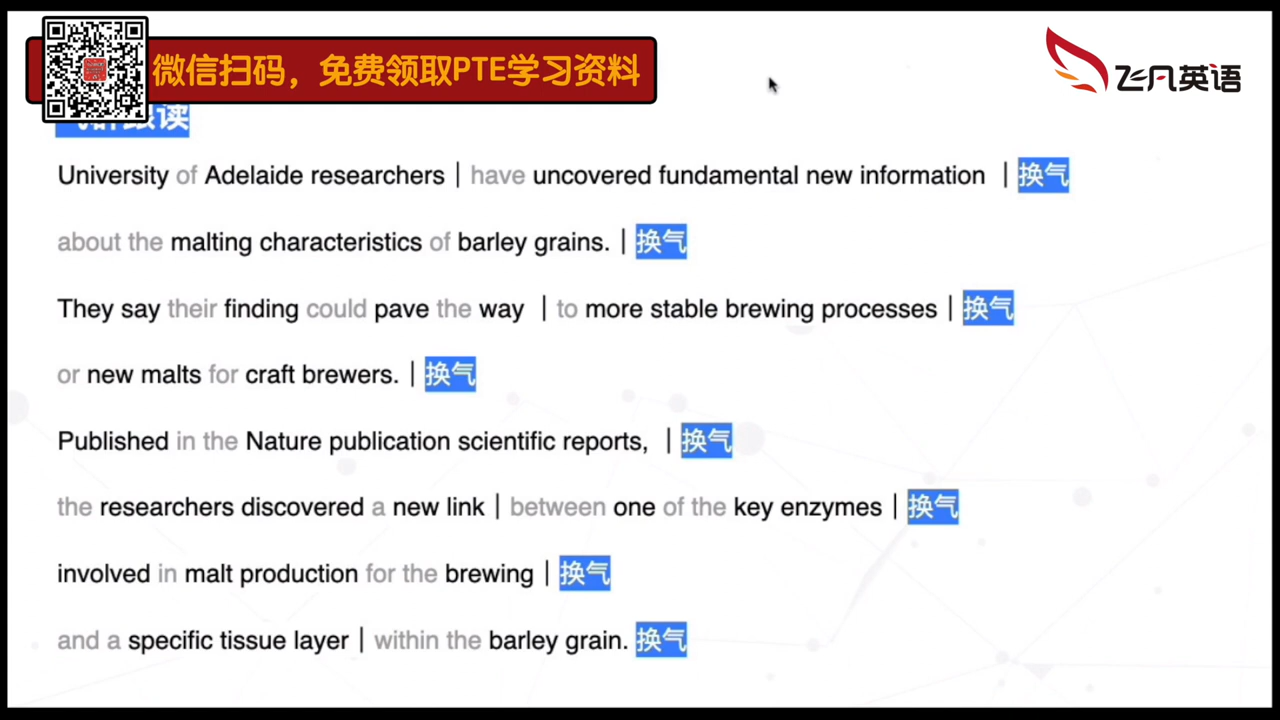 微信扫码，免费领取PTE学习资料
飞凡英语
跟读
University of Adelaide researchers | have uncovered fundamental new information | 换气
about the malting characteristics of barley grains. | 换气
They say their finding could pave the way | to more stable brewing processes | 换气
or new malts for craft brewers. | 换气
Published in the Nature publication scientific reports, | 换气
the researchers discovered a new link | between one of the key enzymes | 换气
involved in malt production for the brewing | 换气
and a specific tissue layer | within the barley grain. 换气